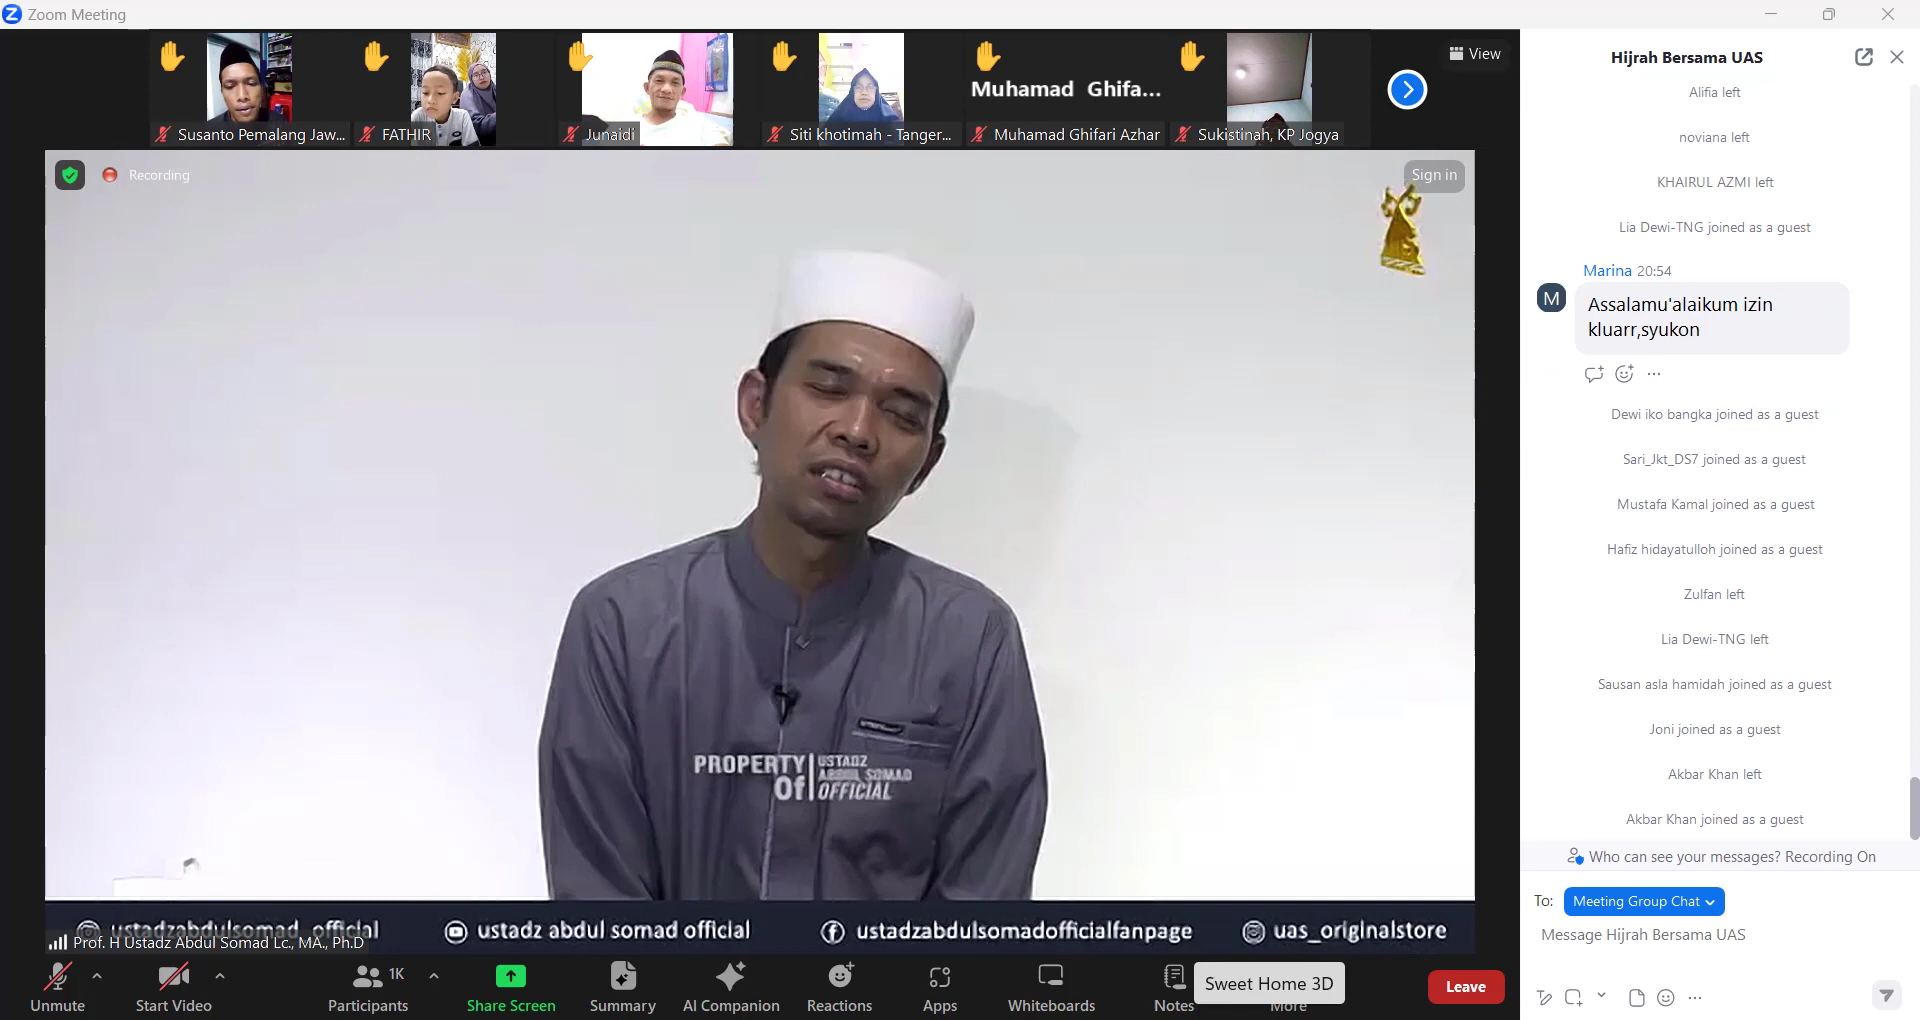 Zoom Meeting
View
Susanto Pemalang Jaw...
FATHIR
Junaidi
Siti khotimah - Tanger...
Muhamad Ghifa...
Muhamad Ghifari Azhar
Sukistinah, KP Jogya
Recording
Sign in
PROPERTY Of
USTADZ
ABDUL SOMAD
OFFICIAL
ustadzabdulsomad_official
ustadz abdul somad official
ustadzabdulsomadofficialfanpage
uas_originalstore
Prof. H Ustadz Abdul Somad Lc., MA., Ph.D
Unmute
Start Video
1K
Participants
Share Screen
Summary
AI Companion
Reactions
Apps
Whiteboards
Notes
Sweet Home 3D
More
Leave
Hijrah Bersama UAS
Alifia left
noviana left
KHAIRUL AZMI left
Lia Dewi-TNG joined as a guest
Marina 20:54
M
Assalamu'alaikum izin
kluarr,syukon
Dewi iko bangka joined as a guest
Sari_Jkt_DS7 joined as a guest
Mustafa Kamal joined as a guest
Hafiz hidayatulloh joined as a guest
Zulfan left
Lia Dewi-TNG left
Sausan asla hamidah joined as a guest
Joni joined as a guest
Akbar Khan left
Akbar Khan joined as a guest
Who can see your messages? Recording On
To: Meeting Group Chat
Message Hijrah Bersama UAS